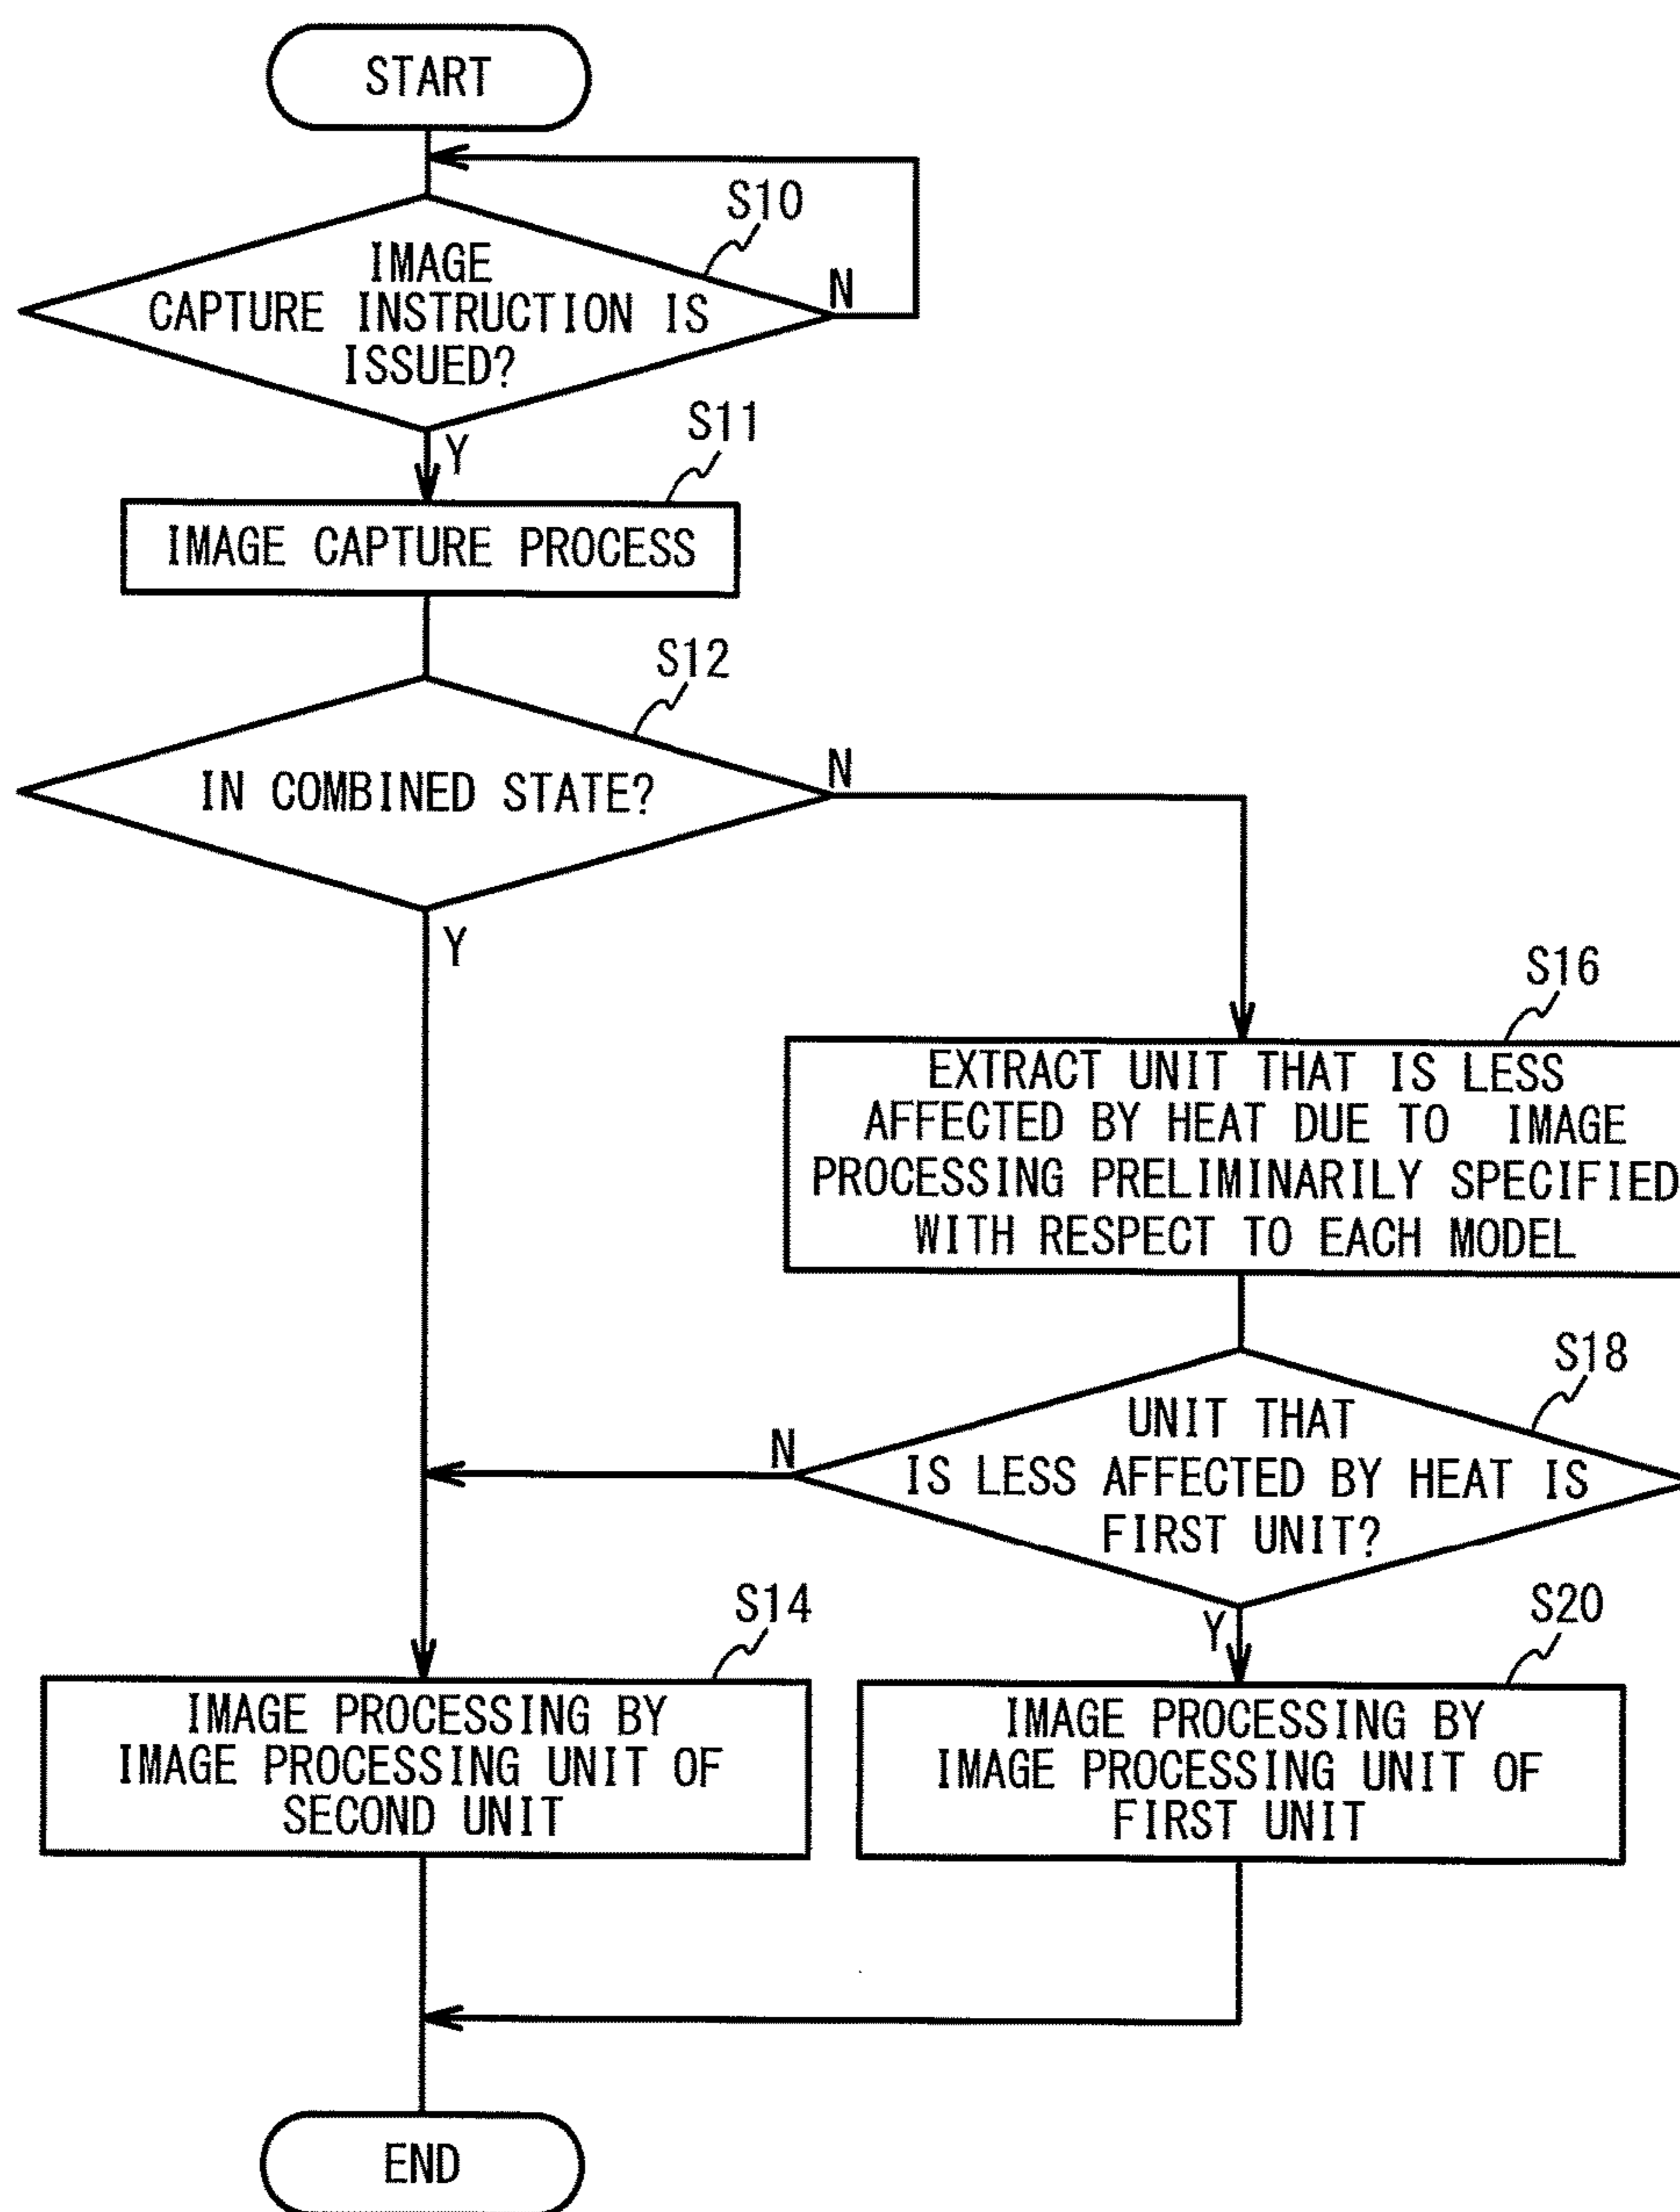 START
S10
IMAGE
CAPTURE INSTRUCTION IS
ISSUED?
N
Y
S11
IMAGE CAPTURE PROCESS
S12
IN COMBINED STATE?
N
Y
S16
EXTRACT UNIT THAT IS LESS
AFFECTED BY HEAT DUE TO IMAGE
PROCESSING PRELIMINARILY SPECIFIED
WITH RESPECT TO EACH MODEL
S18
UNIT THAT
IS LESS AFFECTED BY HEAT IS
FIRST UNIT?
N
Y
S14
IMAGE PROCESSING BY
IMAGE PROCESSING UNIT OF
SECOND UNIT
S20
IMAGE PROCESSING BY
IMAGE PROCESSING UNIT OF
FIRST UNIT
END